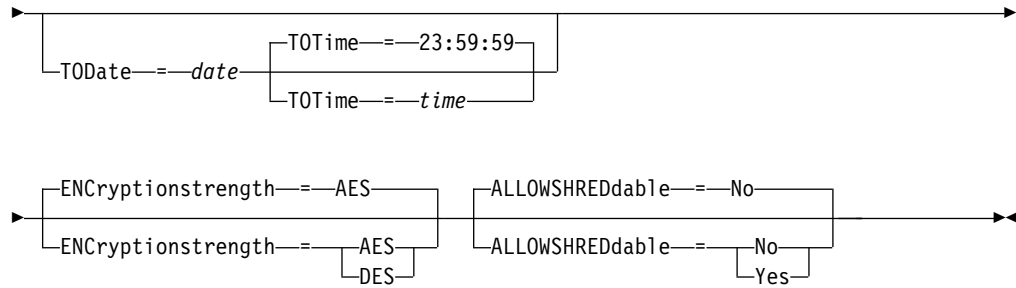 TOTime = 23:59:59
TODate = date
TOTime = time
ENCryptionstrength = AES ALLOWSHREDdable = No
ENCryptionstrength = AES ALLOWSHREDdable = No
DES Yes